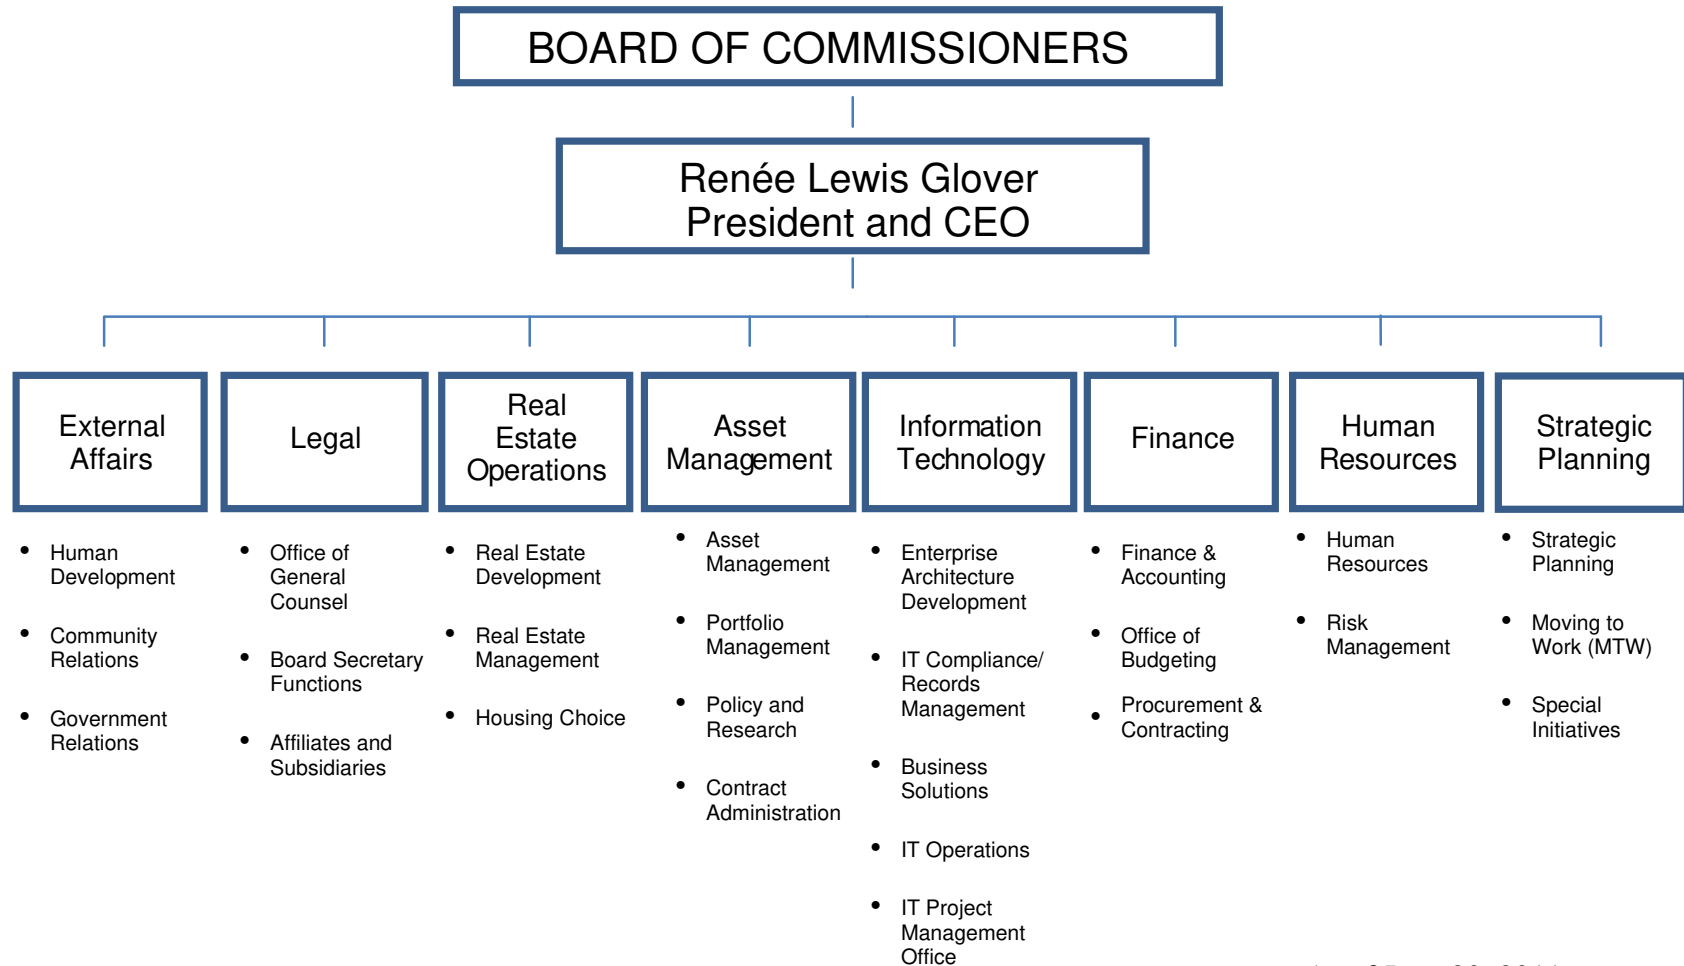 BOARD OF COMMISSIONERS
Renée Lewis Glover
President and CEO
External
Affairs
Legal
Real
Estate
Operations
Asset
Management
Information
Technology
Finance
Human
Resources
Strategic
Planning
• Human
Development
• Community
Relations
• Government
Relations
• Office of
General
Counsel
• Board Secretary
Functions
• Affiliates and
Subsidiaries
• Real Estate
Development
• Real Estate
Management
• Housing Choice
• Asset
Management
• Portfolio
Management
• Policy and
Research
• Contract
Administration
• Enterprise
Architecture
Development
• IT Compliance/
Records
Management
• Business
Solutions
• IT Operations
• IT Project
Management
Office
• Finance &
Accounting
• Office of
Budgeting
• Procurement &
Contracting
• Human
Resources
• Risk
Management
• Strategic
Planning
• Moving to
Work (MTW)
• Special
Initiatives